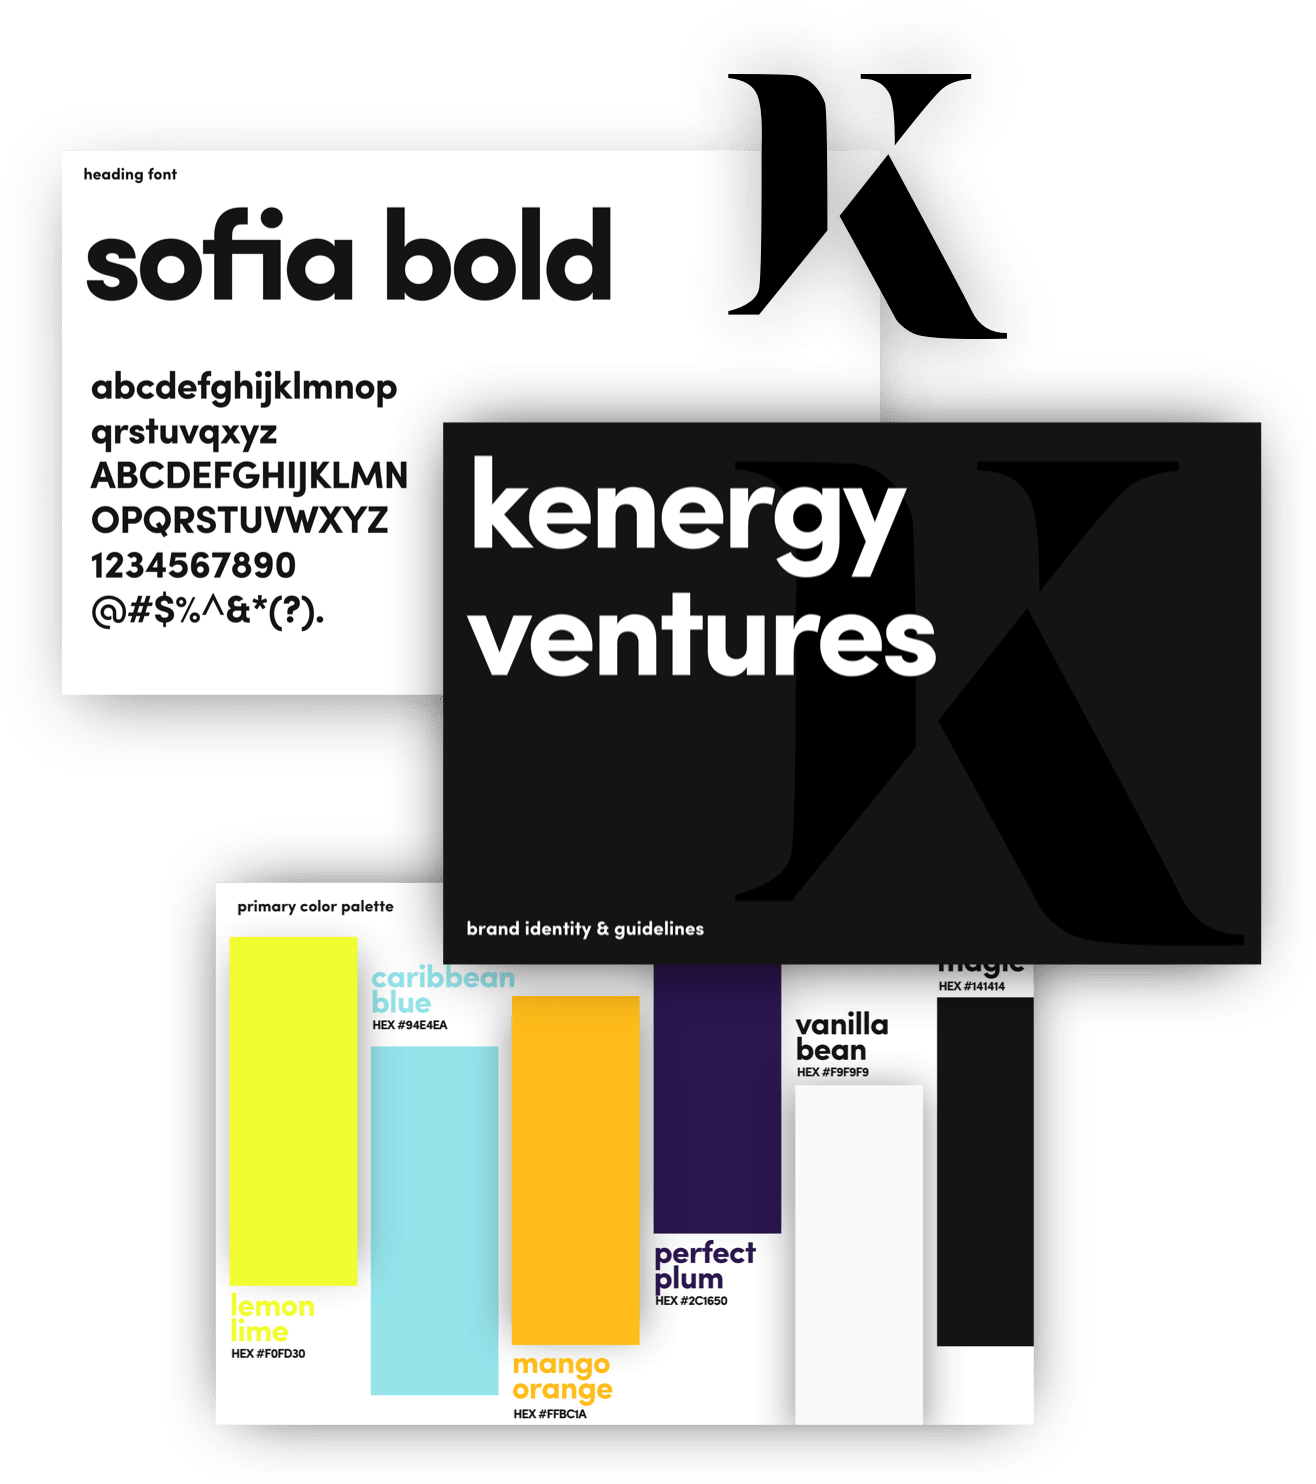 K
heading font
sofia bold
abcdefghijklmnop
qrstuvqxyz
ABCDEFGHIJKLMN
OPQRSTUVWXYZ
1234567890
@#$%^&*(?).
kenergy
ventures
brand identity & guidelines
primary color palette
lemon
lime
HEX #F0FD30
caribbean
blue
HEX #94E4EA
mango
orange
HEX #FFBC1A
perfect
plum
HEX #2C1650
vanilla
bean
HEX #F9F9F9
magic
HEX #141414